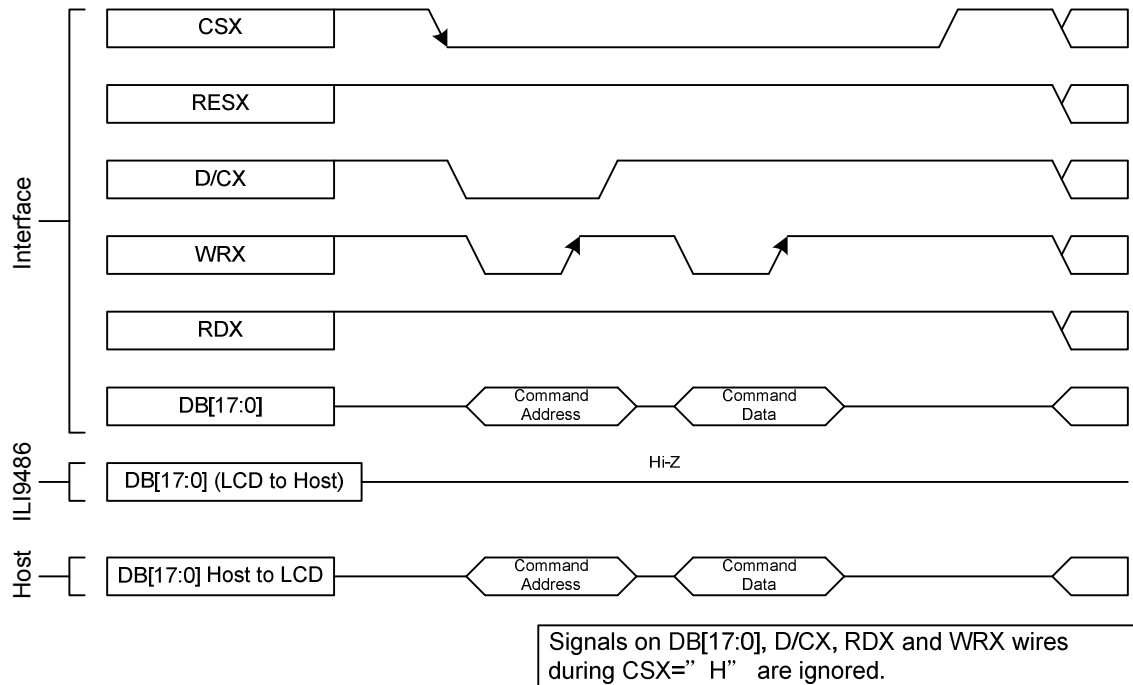 CSX
RESX
D/CX
WRX
RDX
DB[17:0]
Command
Address
Command
Data
Interface
Hi-Z
DB[17:0] (LCD to Host)
ILI9486
DB[17:0] Host to LCD
Command
Address
Command
Data
Host
Signals on DB[17:0], D/CX, RDX and WRX wires
during CSX=” H” are ignored.